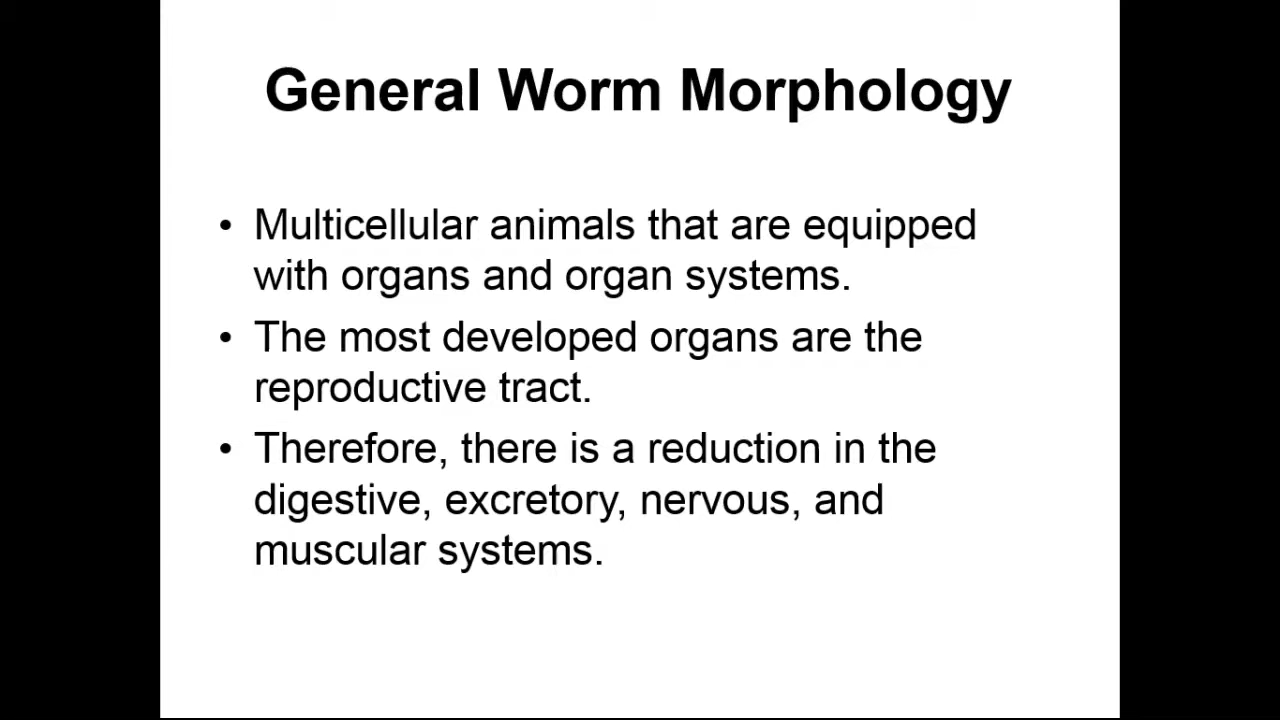 General Worm Morphology
• Multicellular animals that are equipped
with organs and organ systems.
• The most developed organs are the
reproductive tract.
• Therefore, there is a reduction in the
digestive, excretory, nervous, and
muscular systems.